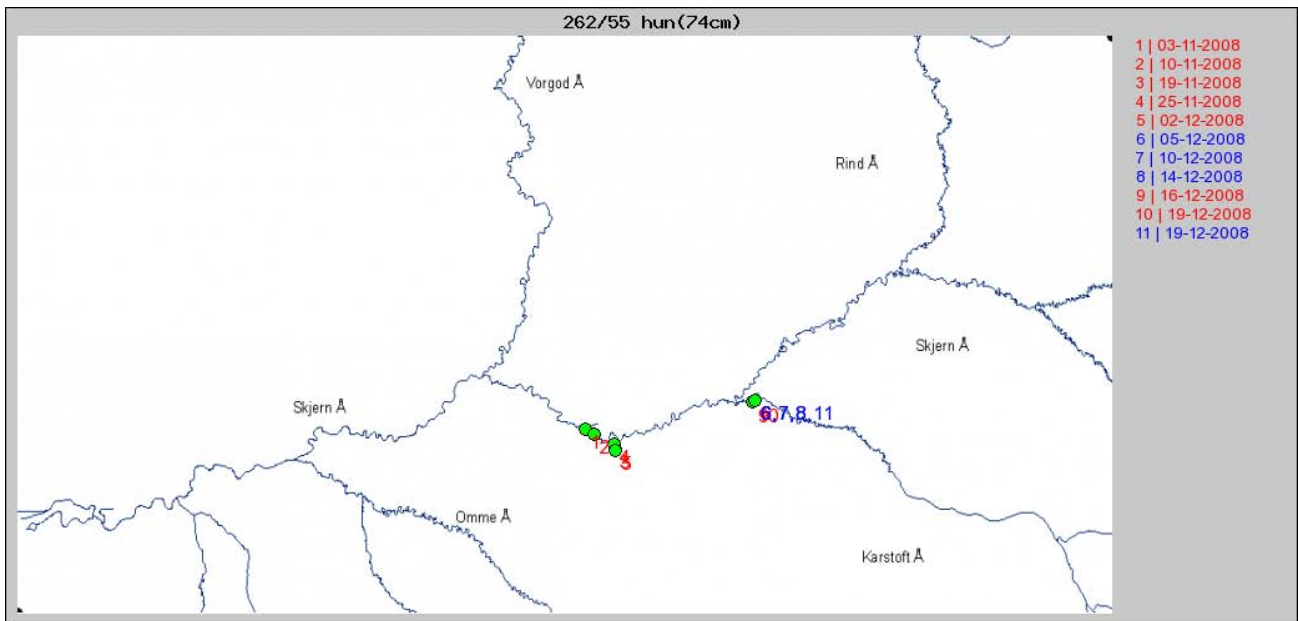 262/55 hun(74cm)
1 | 03-11-2008
2 | 10-11-2008
3 | 19-11-2008
4 | 25-11-2008
5 | 02-12-2008
6 | 05-12-2008
7 | 10-12-2008
8 | 14-12-2008
9 | 16-12-2008
10 | 19-12-2008
11 | 19-12-2008
Vorgod Å
Rind Å
Skjern Å
Skjern Å
6,7,8,11
1
2
4
5
Omme Å
Karstoft Å